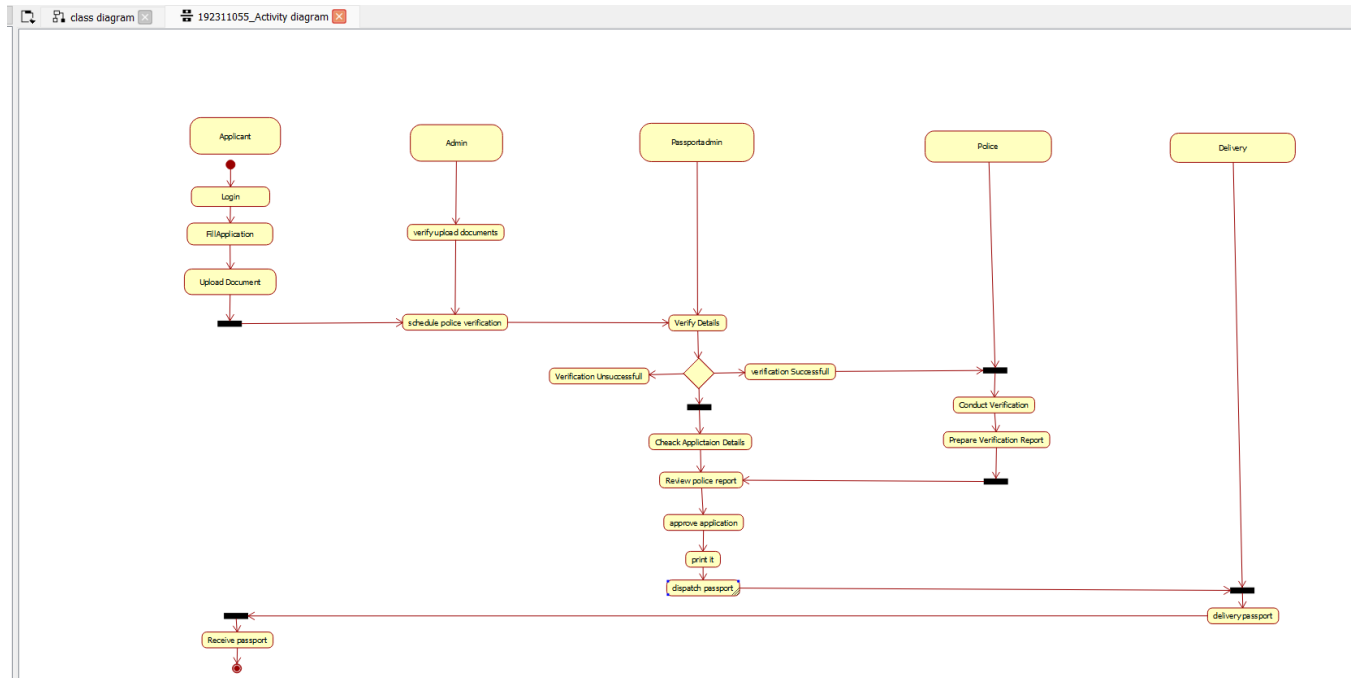 class diagram
192311055_Activity diagram
Applicant
Admin
Passportadmin
Police
Delivery
Login
FillApplication
verify upload documents
Upload Document
schedule police verification
Verify Details
Verification Unsuccessfull
verification Successfull
Conduct Verification
Cheack Applictaion Details
Prepare Verification Report
Review police report
approve application
print it
dispatch passport
delivery passport
Receive passport